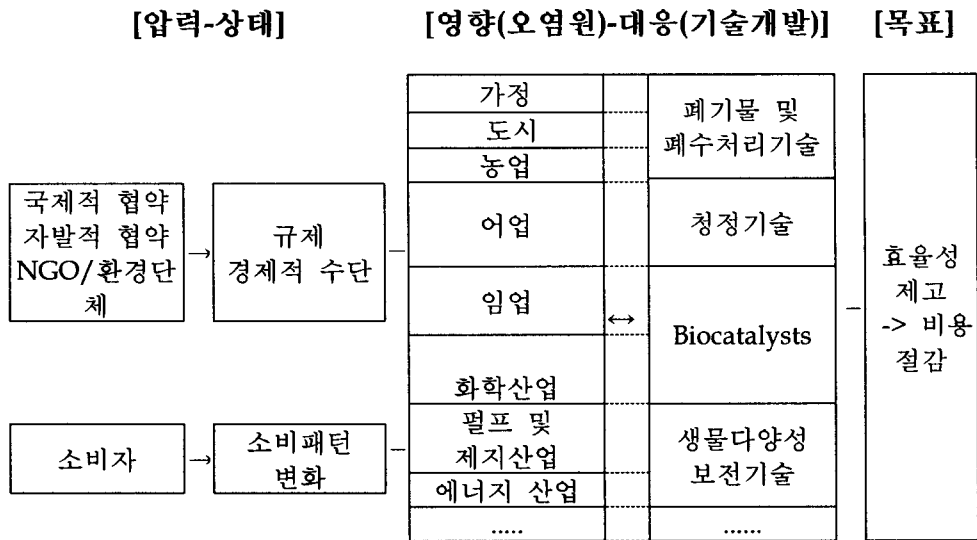 [압력-상태]
[영향(오염원)-대응(기술개발)]
[목표]
국제적 협약
자발적 협약
NGO/환경단
체
→
규제
경제적 수단
소비자
→
소비패턴
변화
가정
도시
농업
어업
임업
화학산업
펄프 및
제지산업
에너지 산업
.....
↔
폐기물 및
폐수처리기술
청정기술
Biocatalysts
생물다양성
보전기술
......
효율성
제고
-> 비용
절감